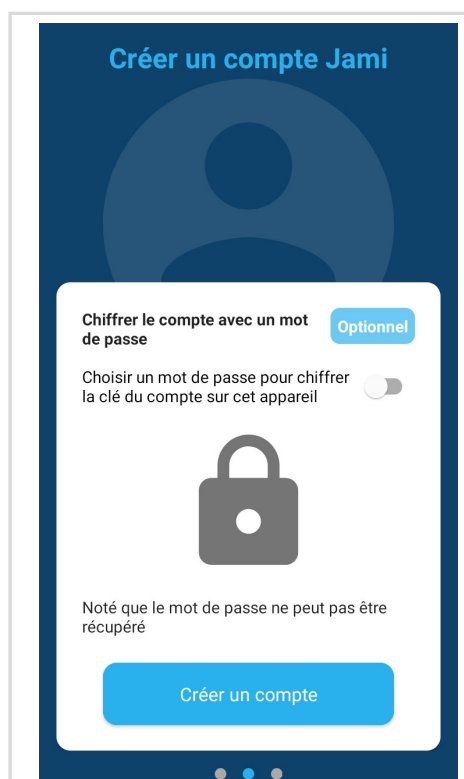 Créer un compte Jami
Chiffrer le compte avec un mot
de passe
Optionnel
Choisir un mot de passe pour chiffrer
la clé du compte sur cet appareil
Noté que le mot de passe ne peut pas être
récupéré
Créer un compte